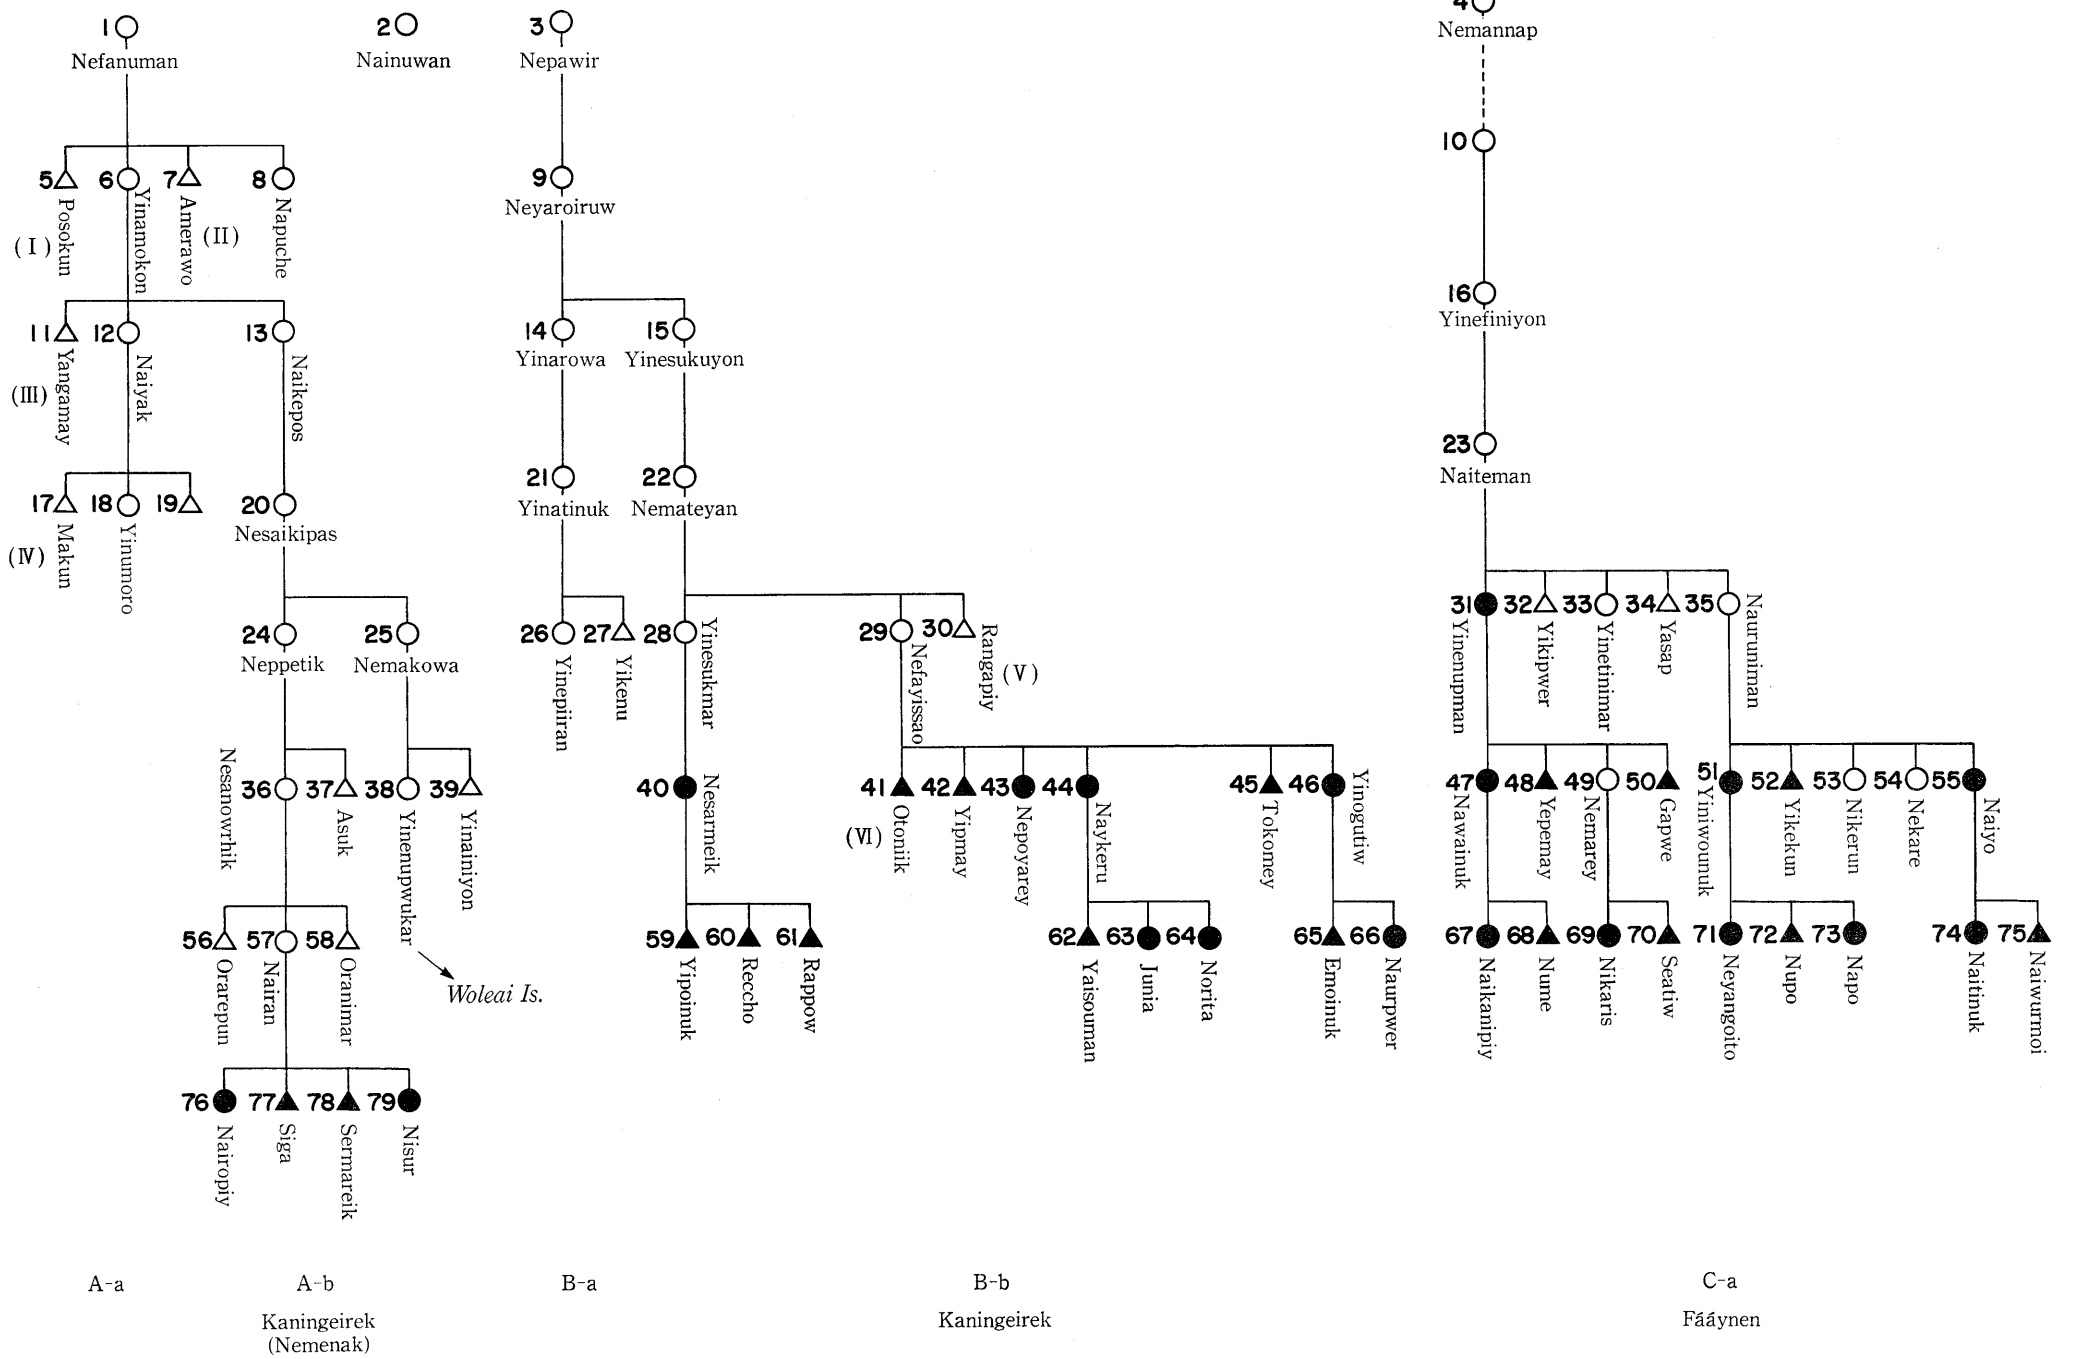 1
Nefanuman
2
Nainuwan
3
Nepawir
4
Nemannap
10
5
Posokun
(I)
6
Yinamokon
7
Amerawo
(II)
8
Napuche
9
Neyaroiruw
16
Yinefiniyon
11
Yangamay
(III)
12
Naiyak
13
Naikepos
14
Yinarowa
15
Yinesukuyon
23
Naiteman
17
Makun
(IV)
18
Yinumoro
19
20
Nesaikipas
21
Yinatinuk
22
Nemateyan
24
Neppetik
25
Nemakowa
26
Yinepiiran
27
Yikenu
28
Yinesukmar
29
Nefayissao
30
Rangapiy
(V)
31
Yinenupman
32
Yikipwer
33
Yinetinimar
34
Yasap
35
Nauruniman
36
Nesanowrhik
37
Asuk
38
Yinenupwukar
39
Yinainiyon
Woleai Is.
40
Nesarmeik
41
Otoniik
(VI)
42
Yipmay
43
Nepoyarey
44
Naykeru
45
Tokomey
46
Yinogutiw
47
Nawainuk
48
Yepemay
49
Nemarey
50
Gapwe
51
Yiniwounuk
52
Yikekun
53
Nikerun
54
Nekare
55
Naiyo
56
Orarepun
57
Nairan
58
Oranimar
59
Yipoinuk
60
Reccho
61
Rappow
62
Yaisouman
63
Junia
64
Norita
65
Emoinuk
66
Naurpwer
67
Naikanipiy
68
Nume
69
Nikaris
70
Seatiw
71
Neyangoito
72
Nupo
73
Napo
74
Naitinuk
75
Naiwurmoi
76
Nairopiy
77
Siga
78
Sermareik
79
Nisur
A-a
A-b
B-a
B-b
C-a
Kaningeirek
(Nemenak)
Kaningeirek
Fááynen